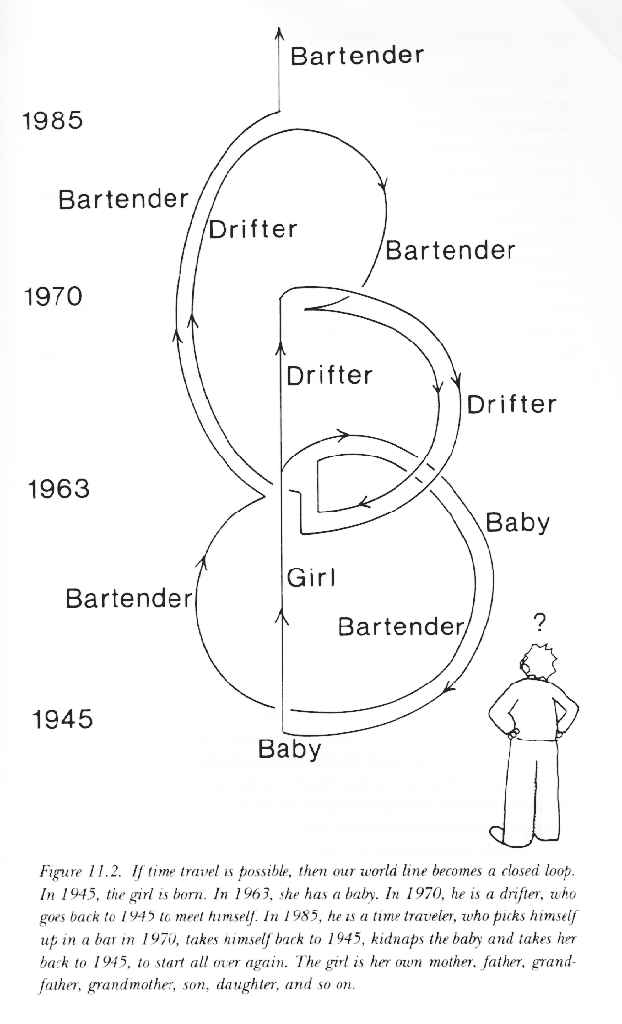 Bartender
1985
Bartender
Drifter
Bartender
1970
Drifter
Drifter
1963
Baby
Girl
Bartender
Bartender
?
1945
Baby
Figure 11.2. If time travel is possible, then our world line becomes a closed loop.
In 1945, the girl is born. In 1963, she has a baby. In 1970, he is a drifter, who
goes back to 1945 to meet himself. In 1985, he is a time traveler, who picks himself
up in a bar in 1970, takes himself back to 1945, kidnaps the baby and takes her
back to 1945, to start all over again. The girl is her own mother, father, grand-
father, grandmother, son, daughter, and so on.